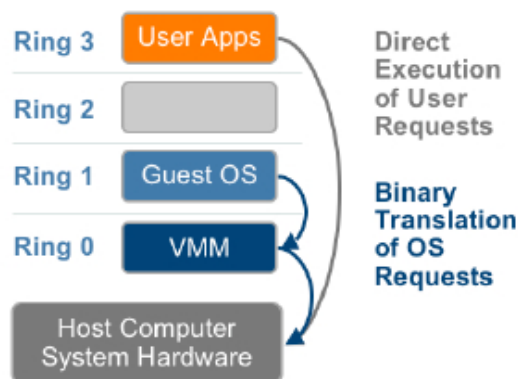 Ring 3
User Apps
Ring 2
Ring 1
Guest OS
Ring 0
VMM
Host Computer
System Hardware
Direct
Execution
of User
Requests
Binary
Translation
of OS
Requests